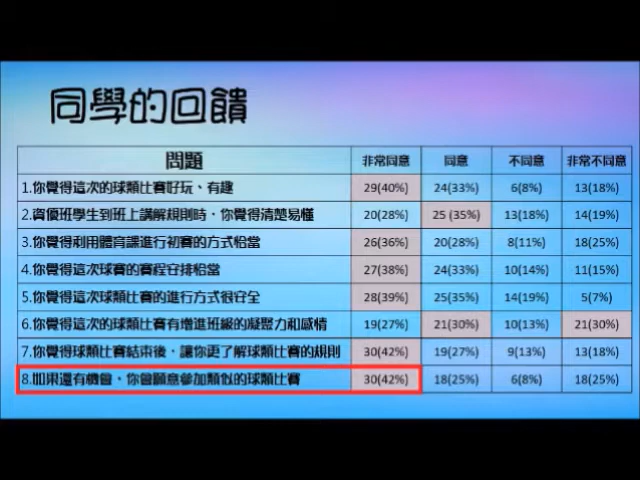 同學的回饋
問題 非常同意 同意 不同意 非常不同意
1.你覺得這次的球類比賽好玩、有趣 29(40%) 24(33%) 6(8%) 13(18%)
2.資優班學生到班上講解規則時，你覺得清楚易懂 20(28%) 25 (35%) 13(18%) 14(19%)
3.你覺得利用體育課進行初賽的方式恰當 26(36%) 20(28%) 8(11%) 18(25%)
4.你覺得這次球賽的賽程安排恰當 27(38%) 24(33%) 10(14%) 11(15%)
5.你覺得這次球類比賽的進行方式很安全 28(39%) 25(35%) 14(19%) 5(7%)
6.你覺得這次的球類比賽有增進班級的凝聚力和感情 19(27%) 21(30%) 10(13%) 21(30%)
7.你覺得球類比賽結束後，讓你更了解球類比賽的規則 30(42%) 19(27%) 9(13%) 13(18%)
8.如果還有機會，你會願意參加類似的球類比賽 30(42%) 18(25%) 6(8%) 18(25%)